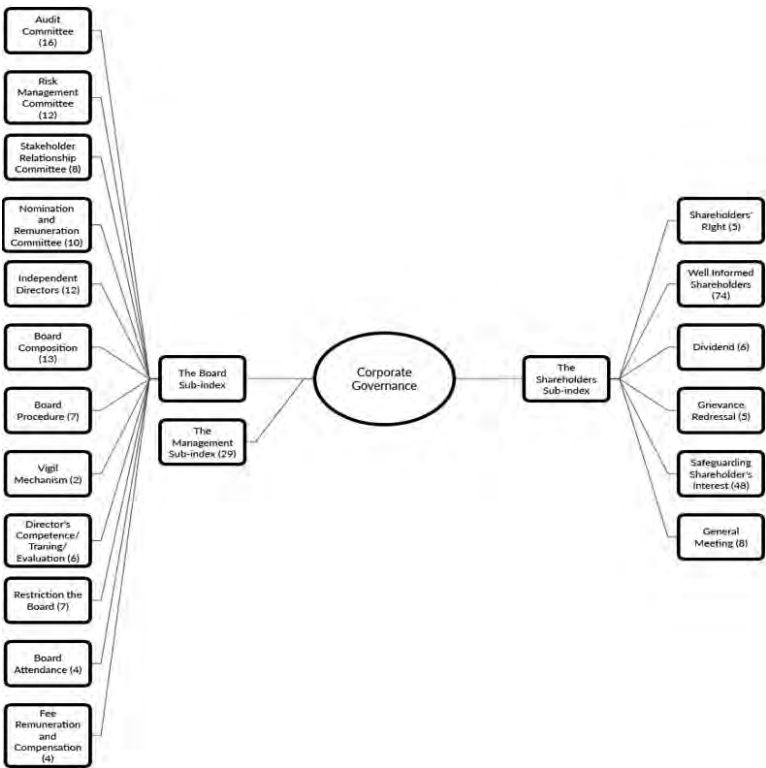 Audit
Committee
(16)
Risk
Management
Committee
(12)
Stakeholder
Relationship
Committee (8)
Nomination
and
Remuneration
Committee (10)
Independent
Directors (12)
Board
Composition
(13)
Board
Procedure (7)
Vigil
Mechanism (2)
Director's
Competence/
Traning/
Evaluation (6)
Restriction the
Board (7)
Board
Attendance (4)
Fee
Remuneration
and
Compensation
(4)
The Board
Sub-index
The
Management
Sub-index (29)
Corporate
Governance
The
Shareholders
Sub-index
Shareholders'
Right (5)
Well Informed
Shareholders
(74)
Dividend (6)
Grievance
Redressal (5)
Safeguarding
Shareholder's
Interest (48)
General
Meeting (8)